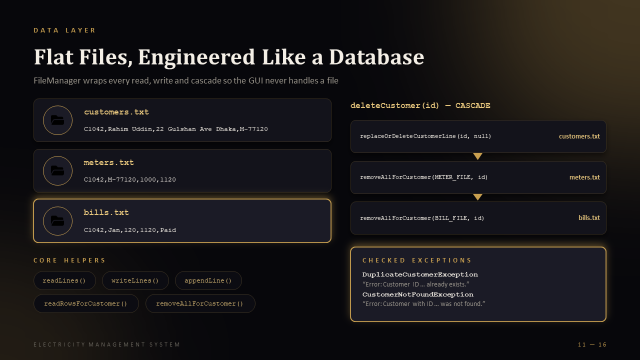 DATA LAYER
Flat Files, Engineered Like a Database
FileManager wraps every read, write and cascade so the GUI never handles a file
customers.txt
C1042,Rahim Uddin,22 Gulshan Ave Dhaka,M-77120
meters.txt
C1042,M-77120,1000,1120
bills.txt
C1042,Jan,120,1120,Paid
CORE HELPERS
readLines()
writeLines()
appendLine()
readRowsForCustomer()
removeAllForCustomer()
deleteCustomer(id) — CASCADE
replaceOrDeleteCustomerLine(id, null)
customers.txt
removeAllForCustomer(METER_FILE, id)
meters.txt
removeAllForCustomer(BILL_FILE, id)
bills.txt
CHECKED EXCEPTIONS
DuplicateCustomerException
"Error: Customer ID ... already exists."
CustomerNotFoundException
"Error: Customer with ID ... was not found."
ELECTRICITY MANAGEMENT SYSTEM
11 — 16